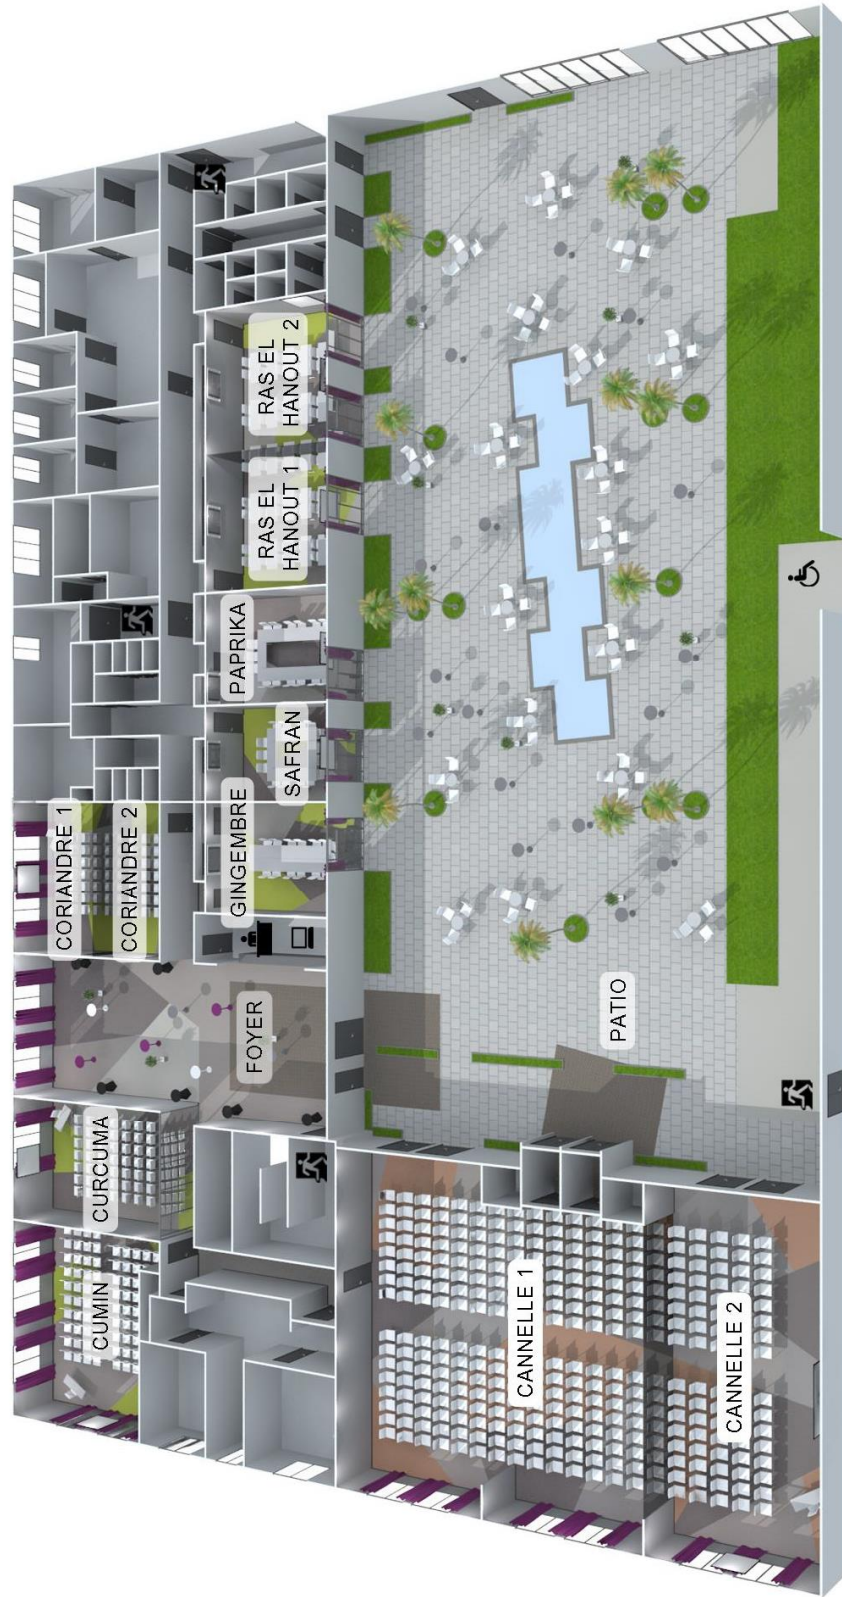 CORIANDRE 1
CORIANDRE 2
CURCUMA
CUMIN
FOYER
GINGEMBRE
SAFRAN
PAPRIKA
RAS EL
HANOUT 1
RAS EL
HANOUT 2
PATIO
CANNELLE 1
CANNELLE 2